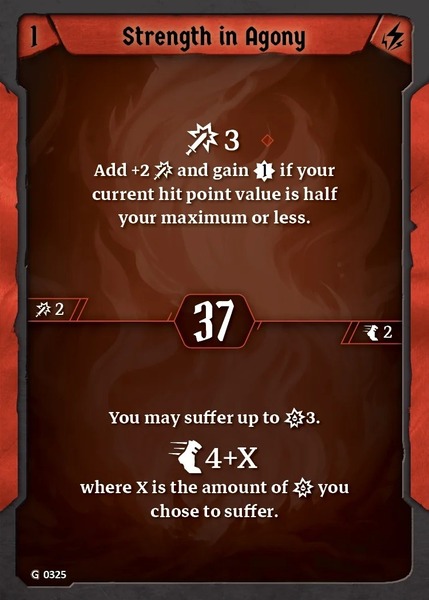 1
Strength in Agony
3
Add +2 and gain 1 if your
current hit point value is half
your maximum or less.
2
37
2
You may suffer up to 3.
4+X
where X is the amount of you
chose to suffer.
G 0325